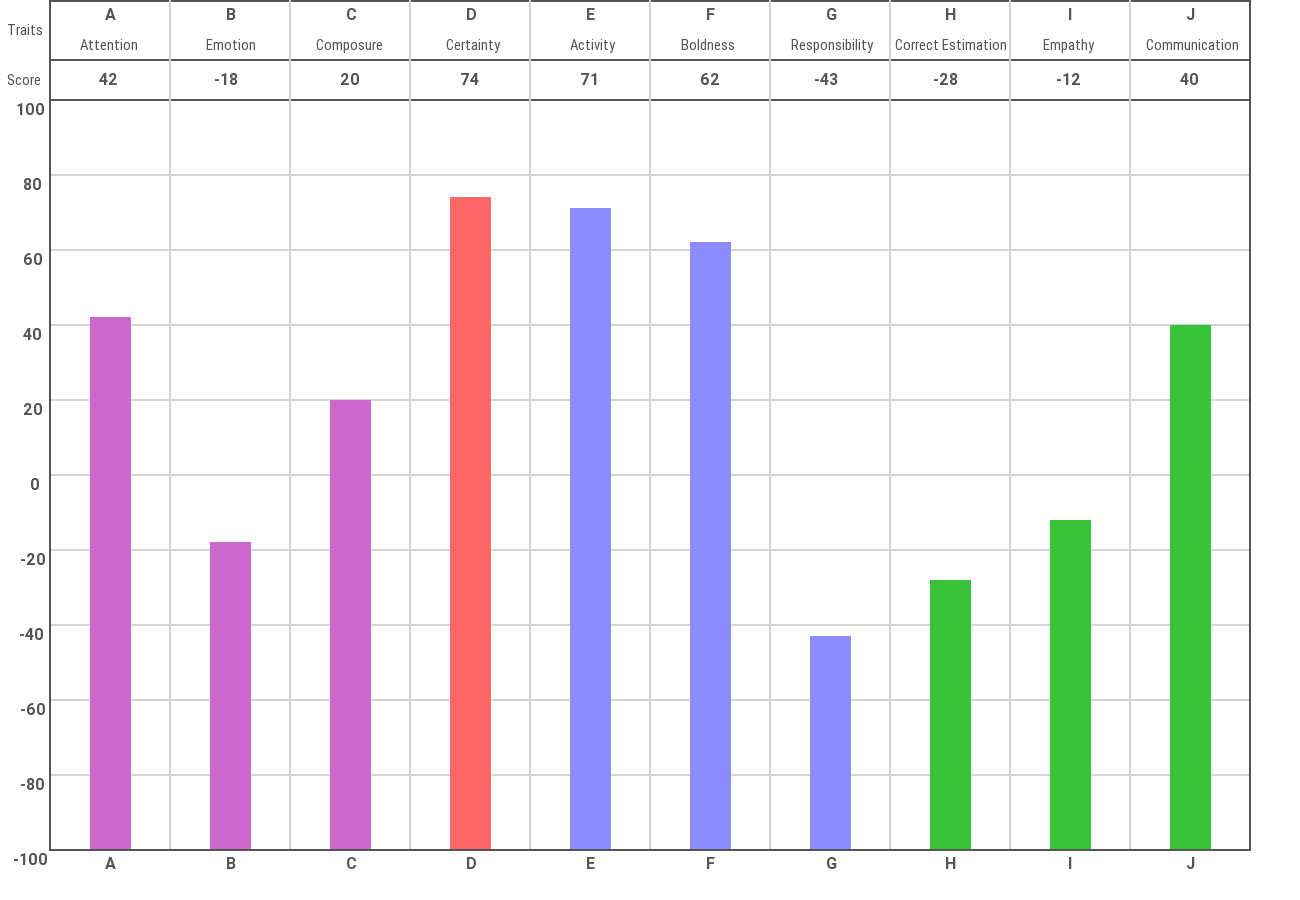 A B C D E F G H I J
Traits
Attention Emotion Composure Certainty Activity Boldness Responsibility Correct Estimation Empathy Communication
Score 42 -18 20 74 71 62 -43 -28 -12 40
100
80
60
40
20
0
-20
-40
-60
-80
-100
A B C D E F G H I J